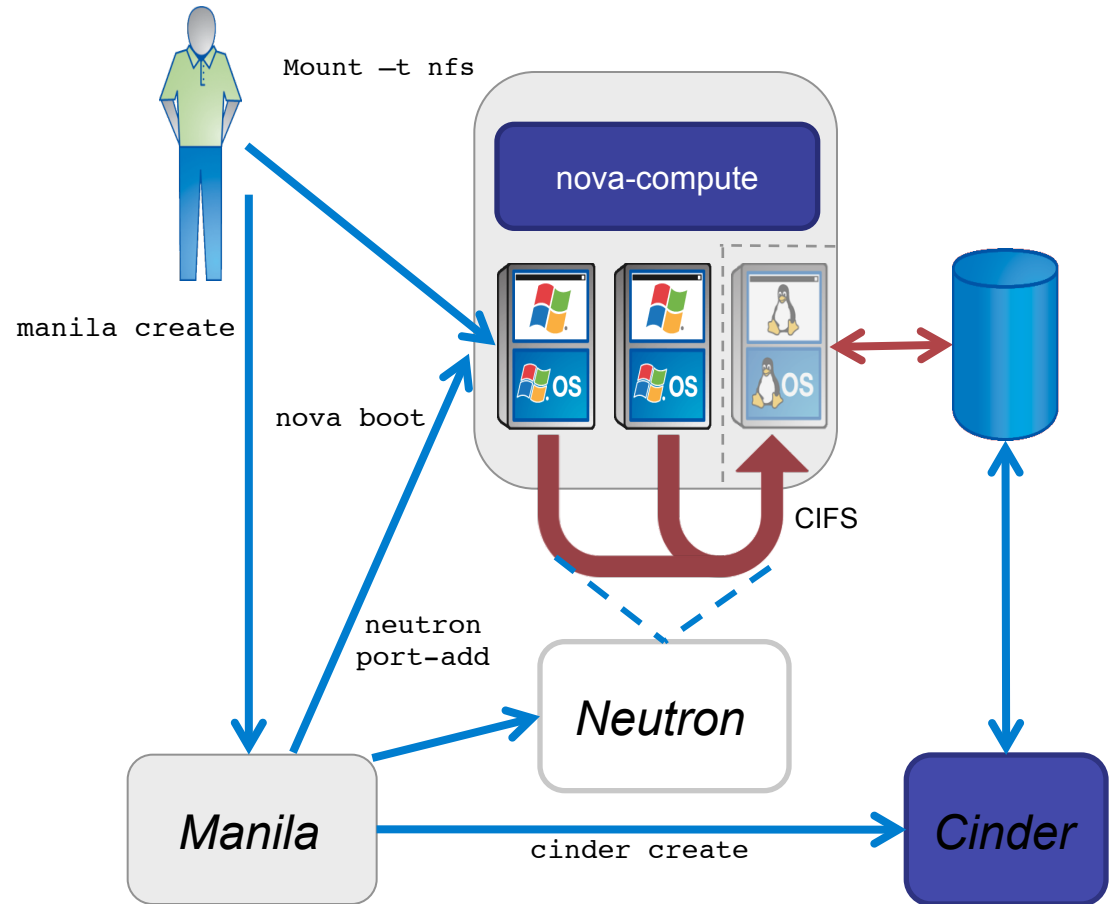 Mount –t nfs
nova-compute
manila create
OS
OS
OS
nova boot
CIFS
neutron
port-add
Neutron
Manila
cinder create
Cinder